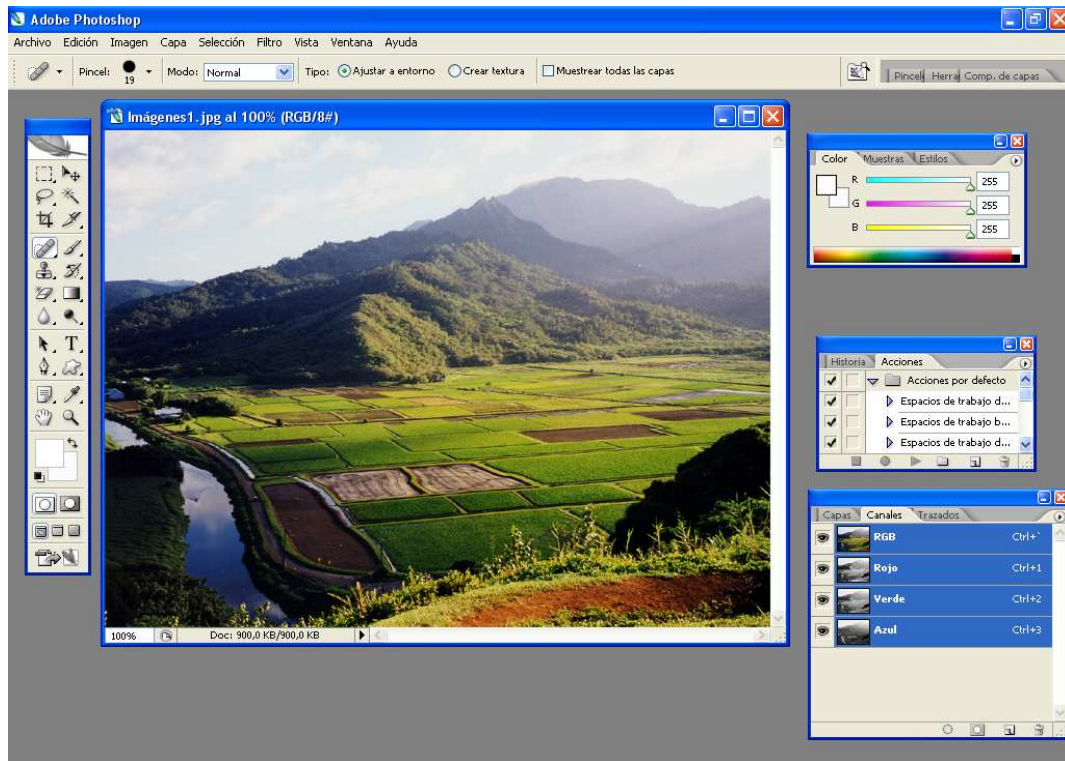 Adobe Photoshop
Archivo Edición Imagen Capa Selección Filtro Vista Ventana Ayuda
Pincel: 19 Modo: Normal Tipo: Ajustar a entorno Crear textura Muestrear todas las capas
Pincel Herra Comp. de capas
Imágenes1.jpg al 100% (RGB/8#)
Color Muestras Estilos
R 255
G 255
B 255
Historia Acciones
Acciones por defecto
Espacios de trabajo d...
Espacios de trabajo b...
Espacios de trabajo d...
Capas Canales Trazados
RGB Ctrl+`
Rojo Ctrl+1
Verde Ctrl+2
Azul Ctrl+3
100% Doc: 900,0 KB/900,0 KB